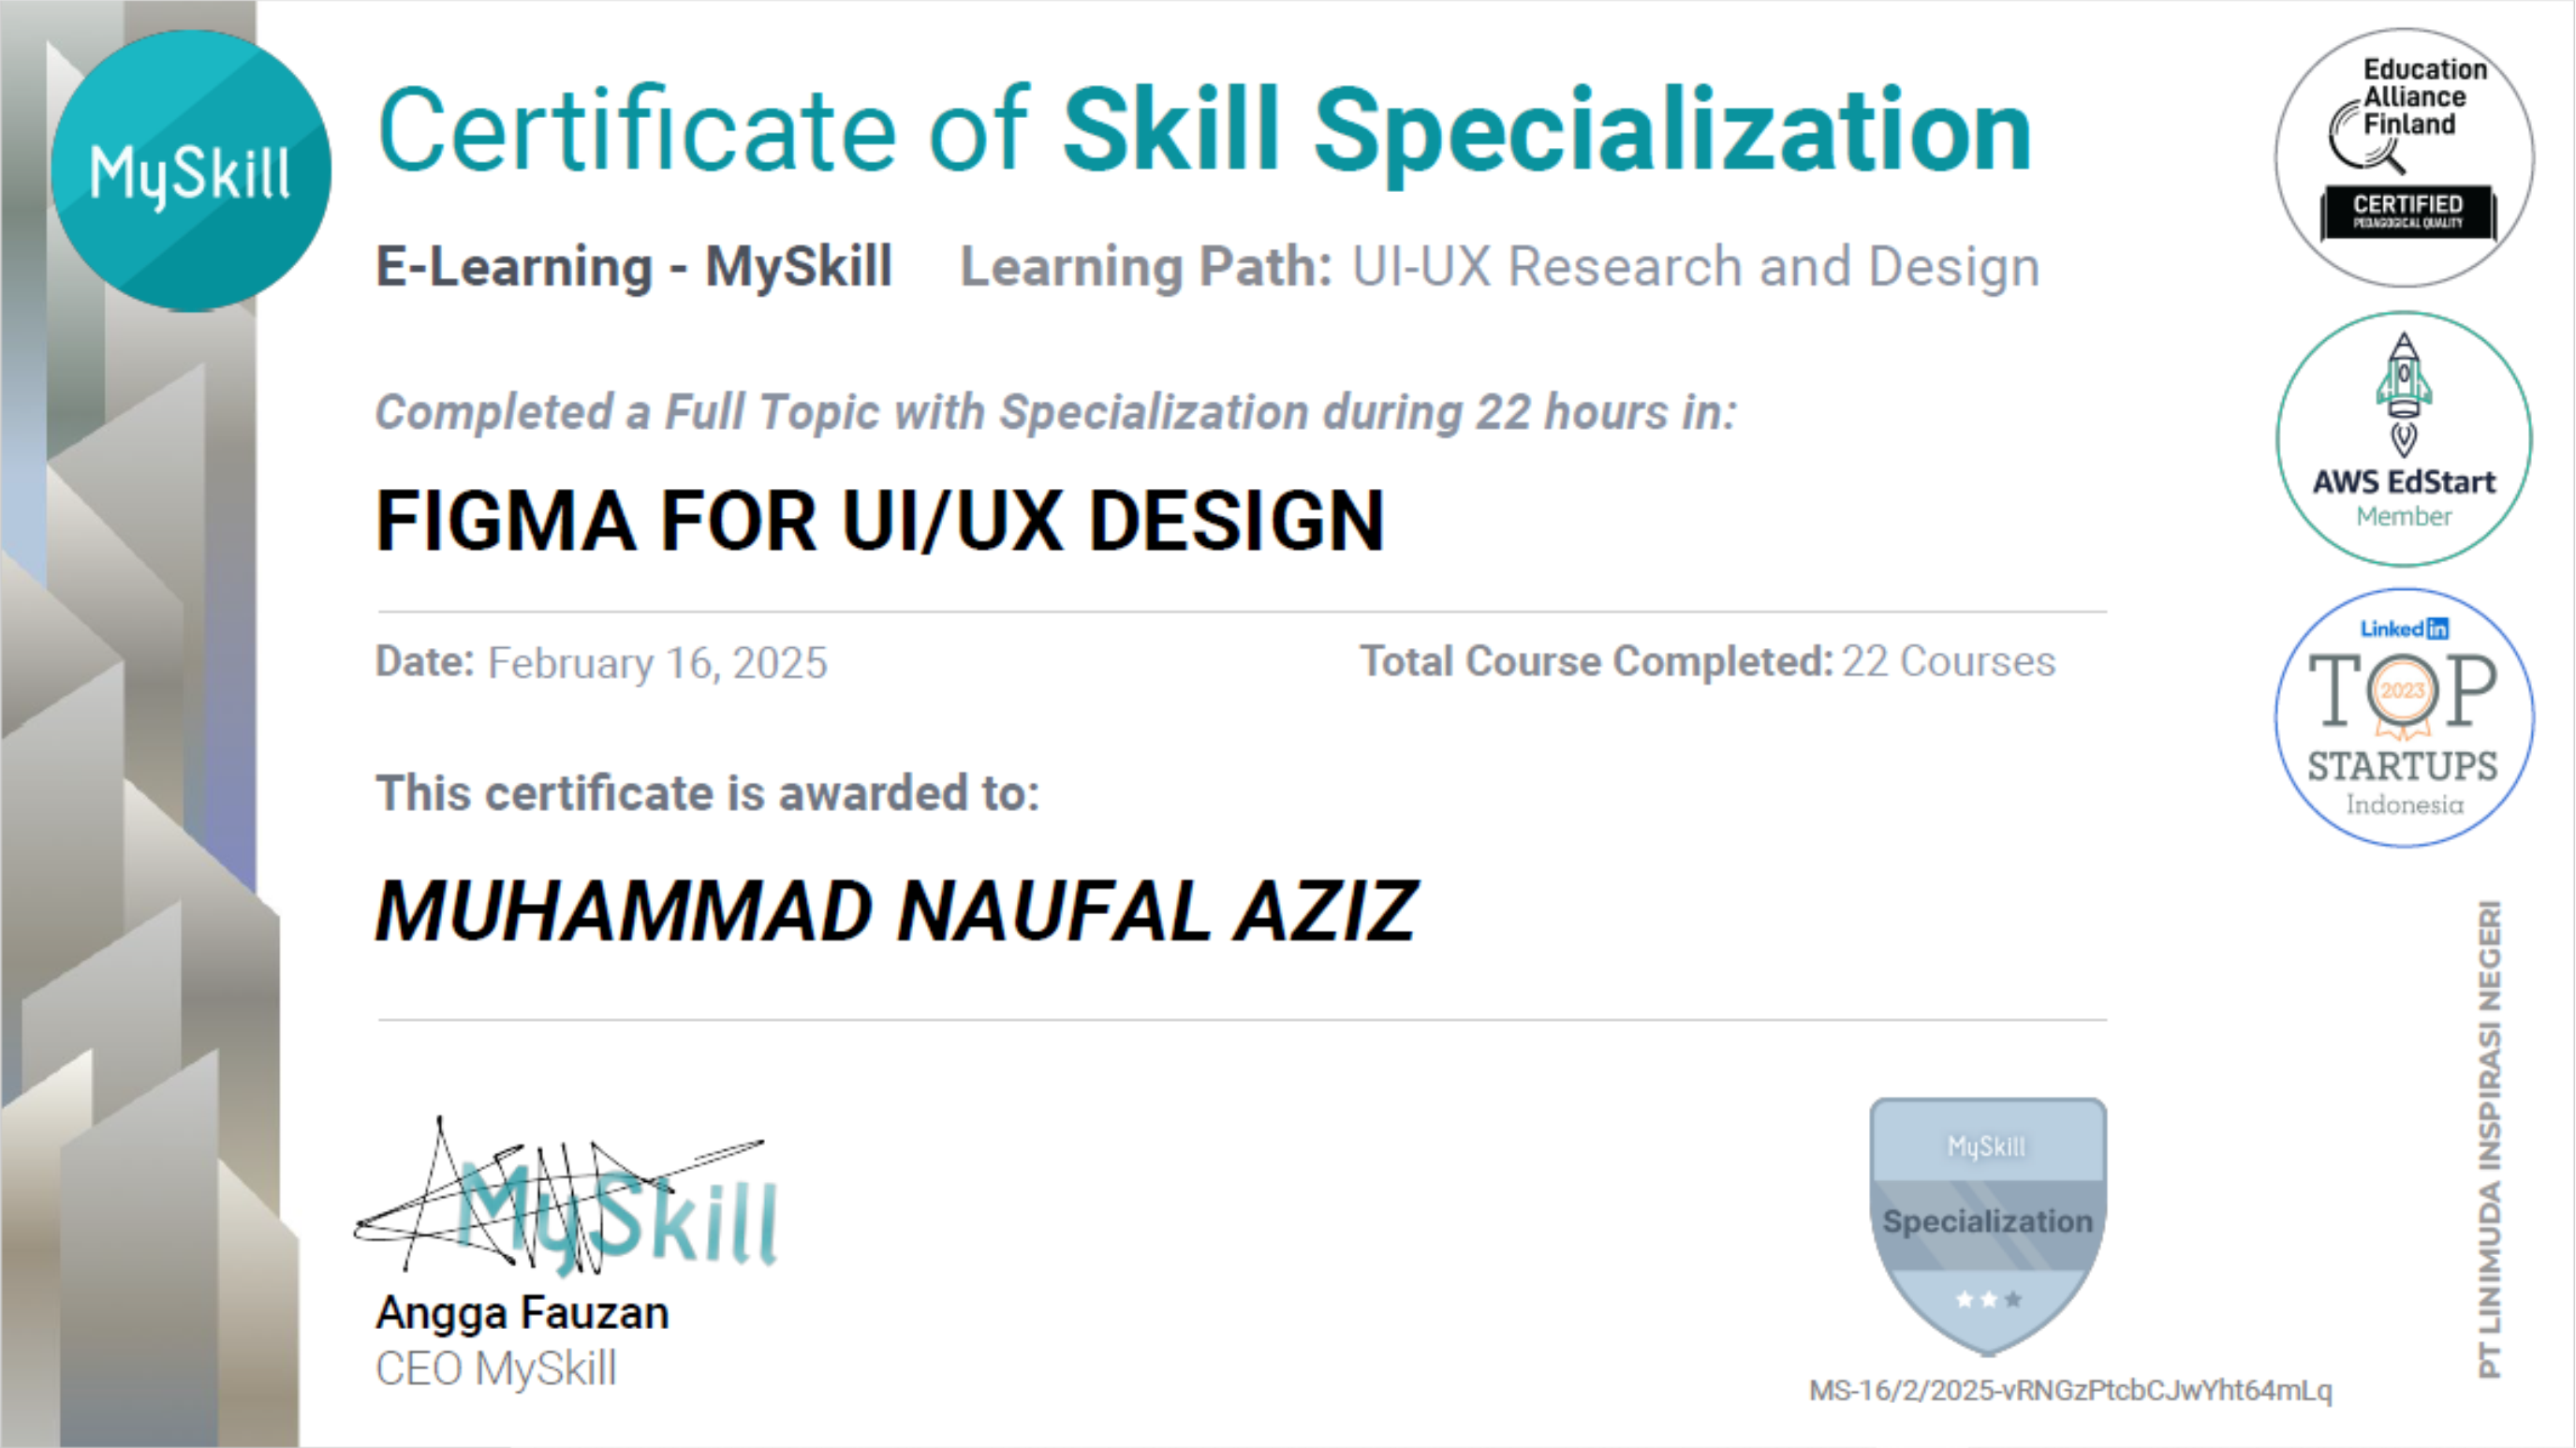 MySkill
Certificate of Skill Specialization
E-Learning - MySkill Learning Path: UI-UX Research and Design
Completed a Full Topic with Specialization during 22 hours in:
FIGMA FOR UI/UX DESIGN
Date: February 16, 2025 Total Course Completed: 22 Courses
This certificate is awarded to:
MUHAMMAD NAUFAL AZIZ
MySkill
Angga Fauzan
CEO MySkill
MySkill
Specialization
MS-16/2/2025-vRNGzPtcbCJwYht64mLq
Education
Alliance
Finland
CERTIFIED
PEDAGOGICAL QUALITY
AWS EdStart
Member
Linked in
TOP
2023
STARTUPS
Indonesia
PT LINIMUDA INSPIRASI NEGERI